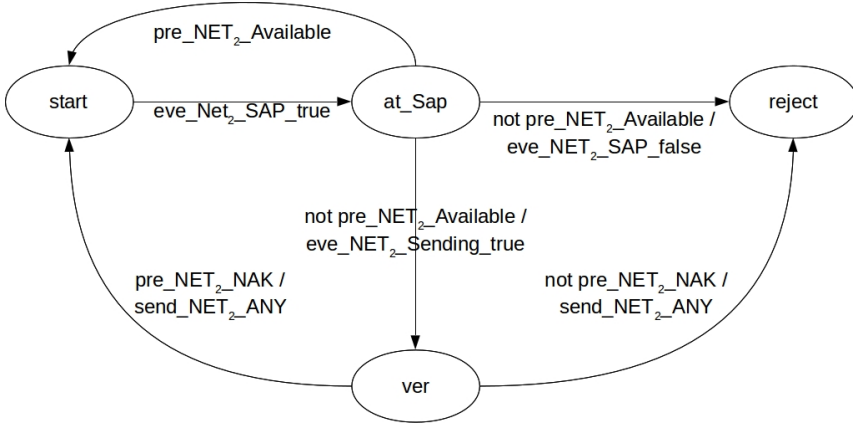 pre_NET₂_Available
start
eve_Net₂_SAP_true
at_Sap
not pre_NET₂_Available /
eve_NET₂_SAP_false
reject
not pre_NET₂_Available /
eve_NET₂_Sending_true
pre_NET₂_NAK /
send_NET₂_ANY
not pre_NET₂_NAK /
send_NET₂_ANY
ver